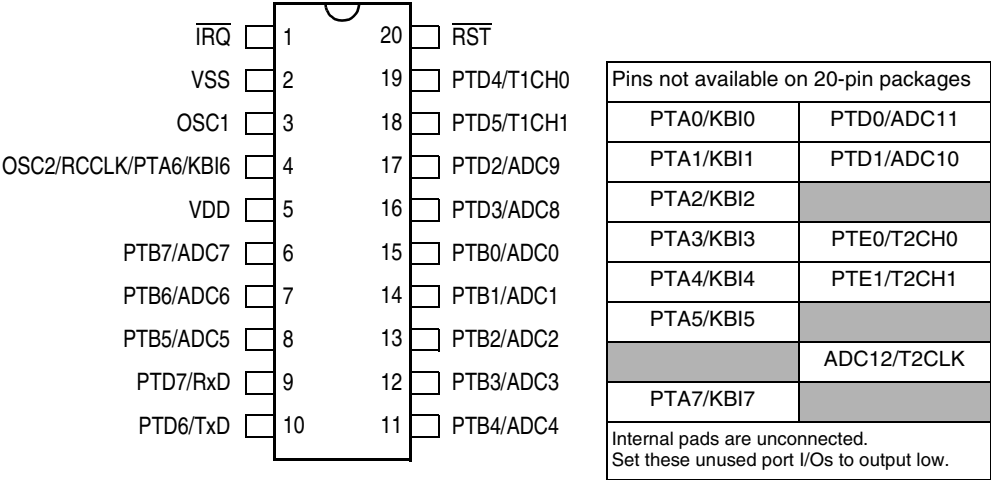 IRQ 1 20 RST
VSS 2 19 PTD4/T1CH0
OSC1 3 18 PTD5/T1CH1
OSC2/RCCLK/PTA6/KBI6 4 17 PTD2/ADC9
VDD 5 16 PTD3/ADC8
PTB7/ADC7 6 15 PTB0/ADC0
PTB6/ADC6 7 14 PTB1/ADC1
PTB5/ADC5 8 13 PTB2/ADC2
PTD7/RxD 9 12 PTB3/ADC3
PTD6/TxD 10 11 PTB4/ADC4
Pins not available on 20-pin packages
PTA0/KBI0 PTD0/ADC11
PTA1/KBI1 PTD1/ADC10
PTA2/KBI2
PTA3/KBI3 PTE0/T2CH0
PTA4/KBI4 PTE1/T2CH1
PTA5/KBI5
ADC12/T2CLK
PTA7/KBI7
Internal pads are unconnected.
Set these unused port I/Os to output low.